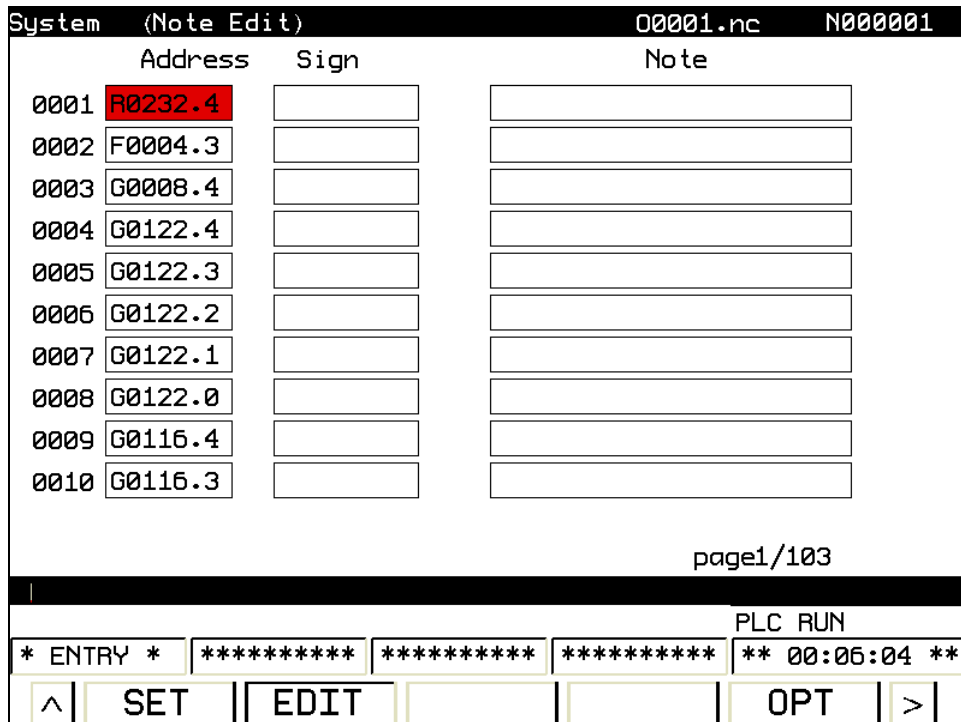 System (Note Edit) O0001.nc N000001
Address Sign Note
0001 R0232.4
0002 F0004.3
0003 G0008.4
0004 G0122.4
0005 G0122.3
0006 G0122.2
0007 G0122.1
0008 G0122.0
0009 G0116.4
0010 G0116.3
page1/103
PLC RUN
* ENTRY * ********** ********** ********** ** 00:06:04 **
^ SET EDIT OPT >